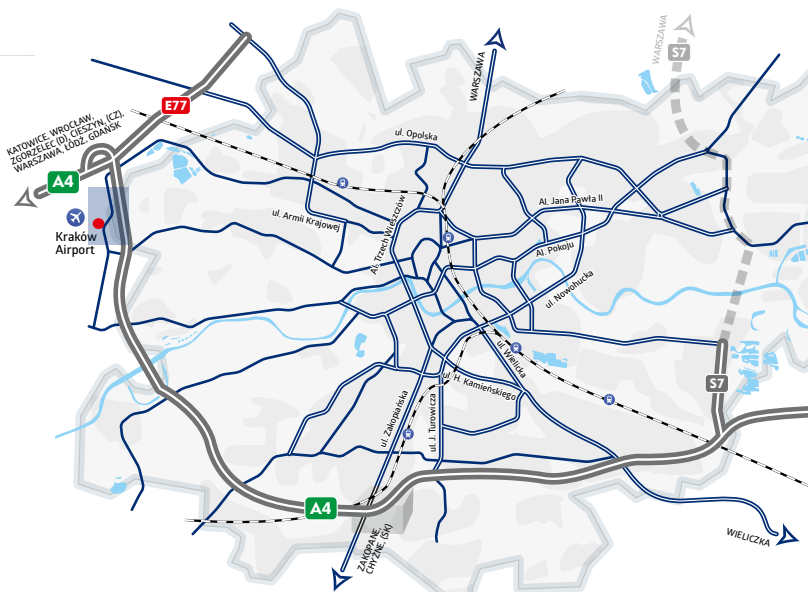 WARSZAWA
S7
WARSZAWA
E77
KATOWICE, WROCŁAW,
ZGORZELEC (D), CIESZYN, (CZ),
WARSZAWA, ŁÓDŹ, GDAŃSK
ul. Opolska
A4
Al. Jana Pawła II
ul. Armii Krajowej
Al. Trzech Wieszczów
Kraków
Airport
Al. Pokoju
ul. Nowohucka
ul. Wielicka
S7
ul. H. Kamieńskiego
ul. Zakopiańska
ul. J. Turowicza
A4
ZAKOPANE,
CHYŻNE, (SK)
WIELICZKA